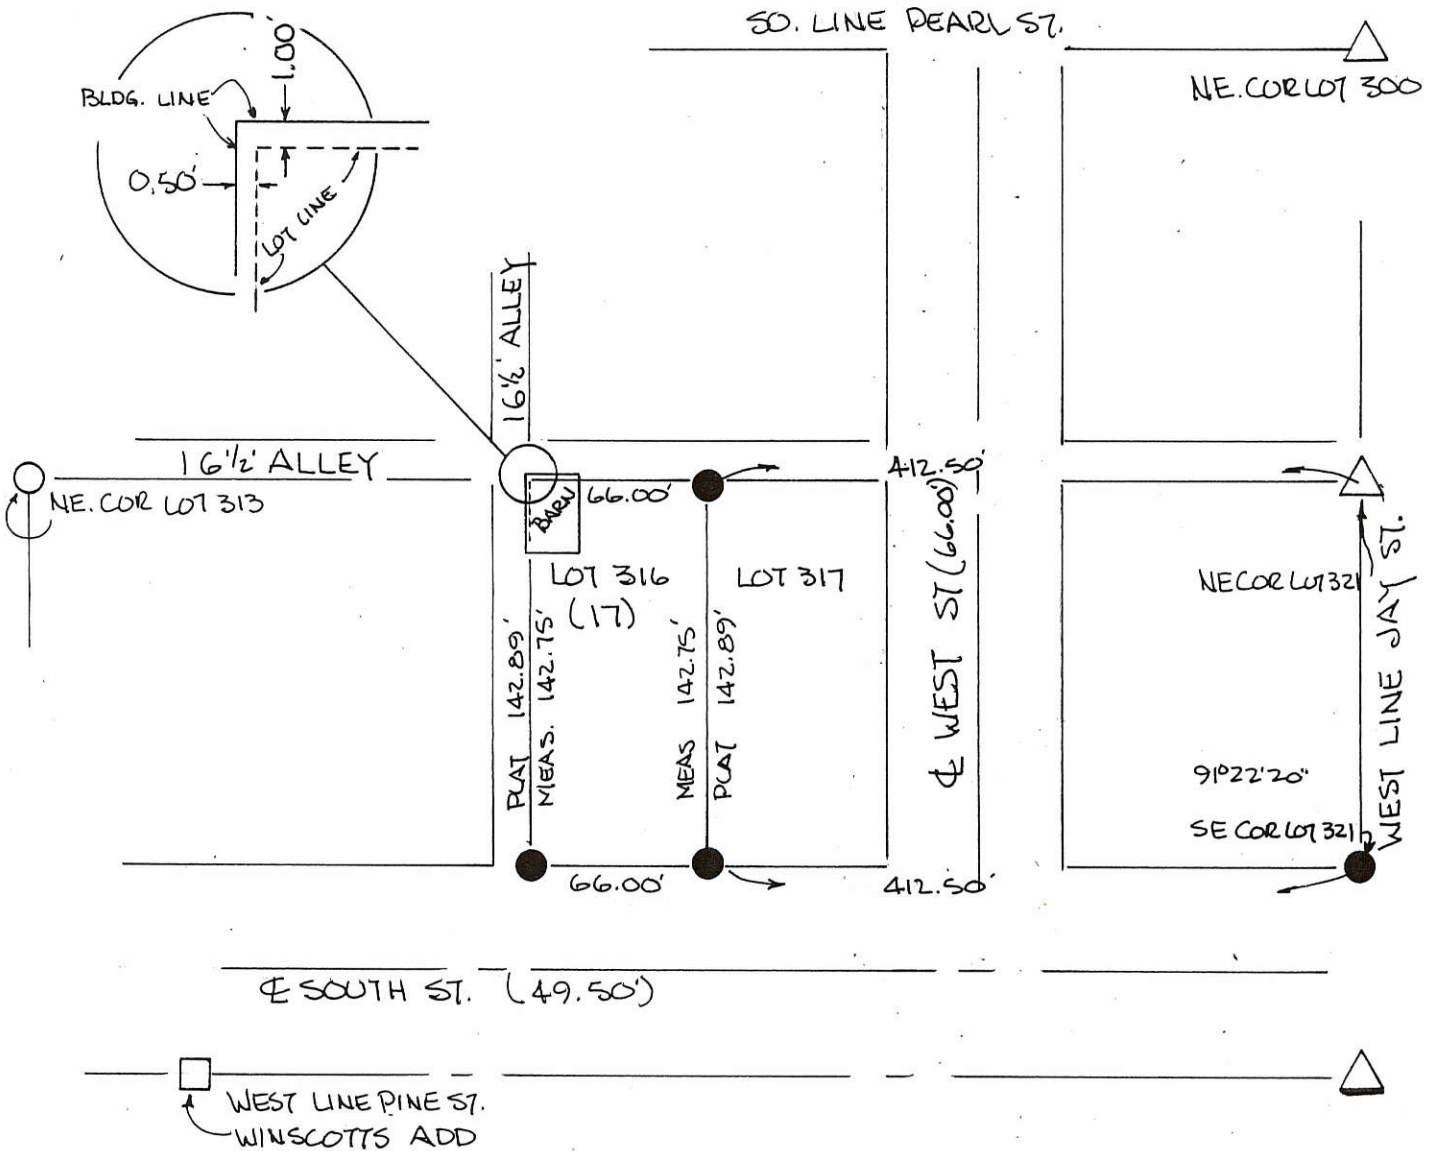 SO. LINE PEARL ST.
1.00'
BLDG. LINE
NE. COR LOT 300
0.50'
LOT LINE
16½' ALLEY
16½' ALLEY
412.50'
NE. COR LOT 313
66.00'
BARN
LOT 316
(17)
LOT 317
NE COR LOT 321
PLAT 142.89'
MEAS. 142.75'
MEAS 142.75'
PLAT 142.89'
℄ WEST ST (66.00')
WEST LINE JAY ST.
91°22'20"
SE COR LOT 321
66.00'
412.50'
℄ SOUTH ST. (49.50')
WEST LINE PINE ST.
WINSCOTTS ADD